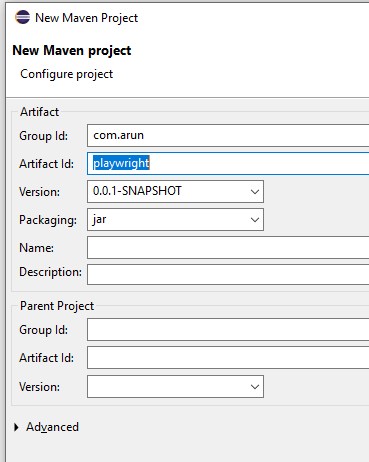 New Maven Project
New Maven project
Configure project
Artifact
Group Id: com.arun
Artifact Id: playwright
Version: 0.0.1-SNAPSHOT
Packaging: jar
Name:
Description:
Parent Project
Group Id:
Artifact Id:
Version:
Advanced